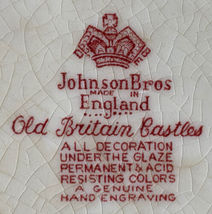 Johnson Bros
MADE IN
England
Old Britain Castles
ALL DECORATION
UNDER THE GLAZE
PERMANENT & ACID
RESISTING COLORS
A GENUINE
HAND ENGRAVING